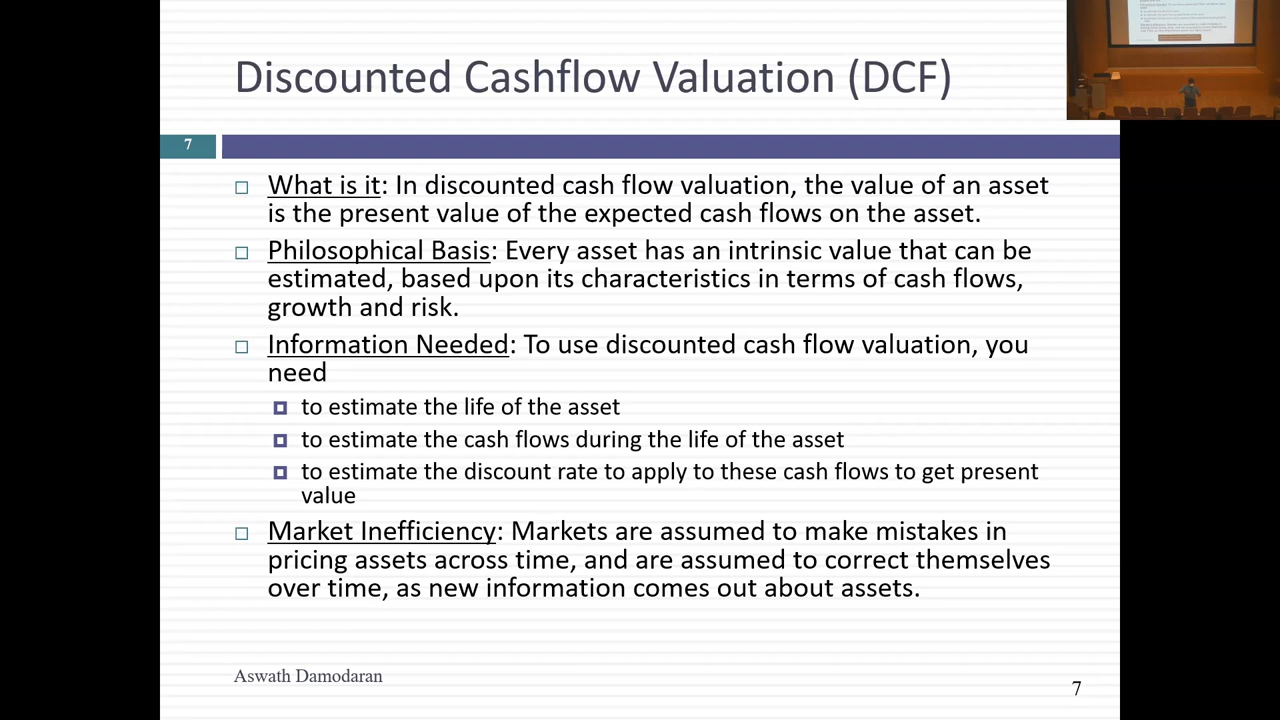 Discounted Cashflow Valuation (DCF)
7
What is it: In discounted cash flow valuation, the value of an asset
is the present value of the expected cash flows on the asset.
Philosophical Basis: Every asset has an intrinsic value that can be
estimated, based upon its characteristics in terms of cash flows,
growth and risk.
Information Needed: To use discounted cash flow valuation, you
need
to estimate the life of the asset
to estimate the cash flows during the life of the asset
to estimate the discount rate to apply to these cash flows to get present
value
Market Inefficiency: Markets are assumed to make mistakes in
pricing assets across time, and are assumed to correct themselves
over time, as new information comes out about assets.
Aswath Damodaran
7